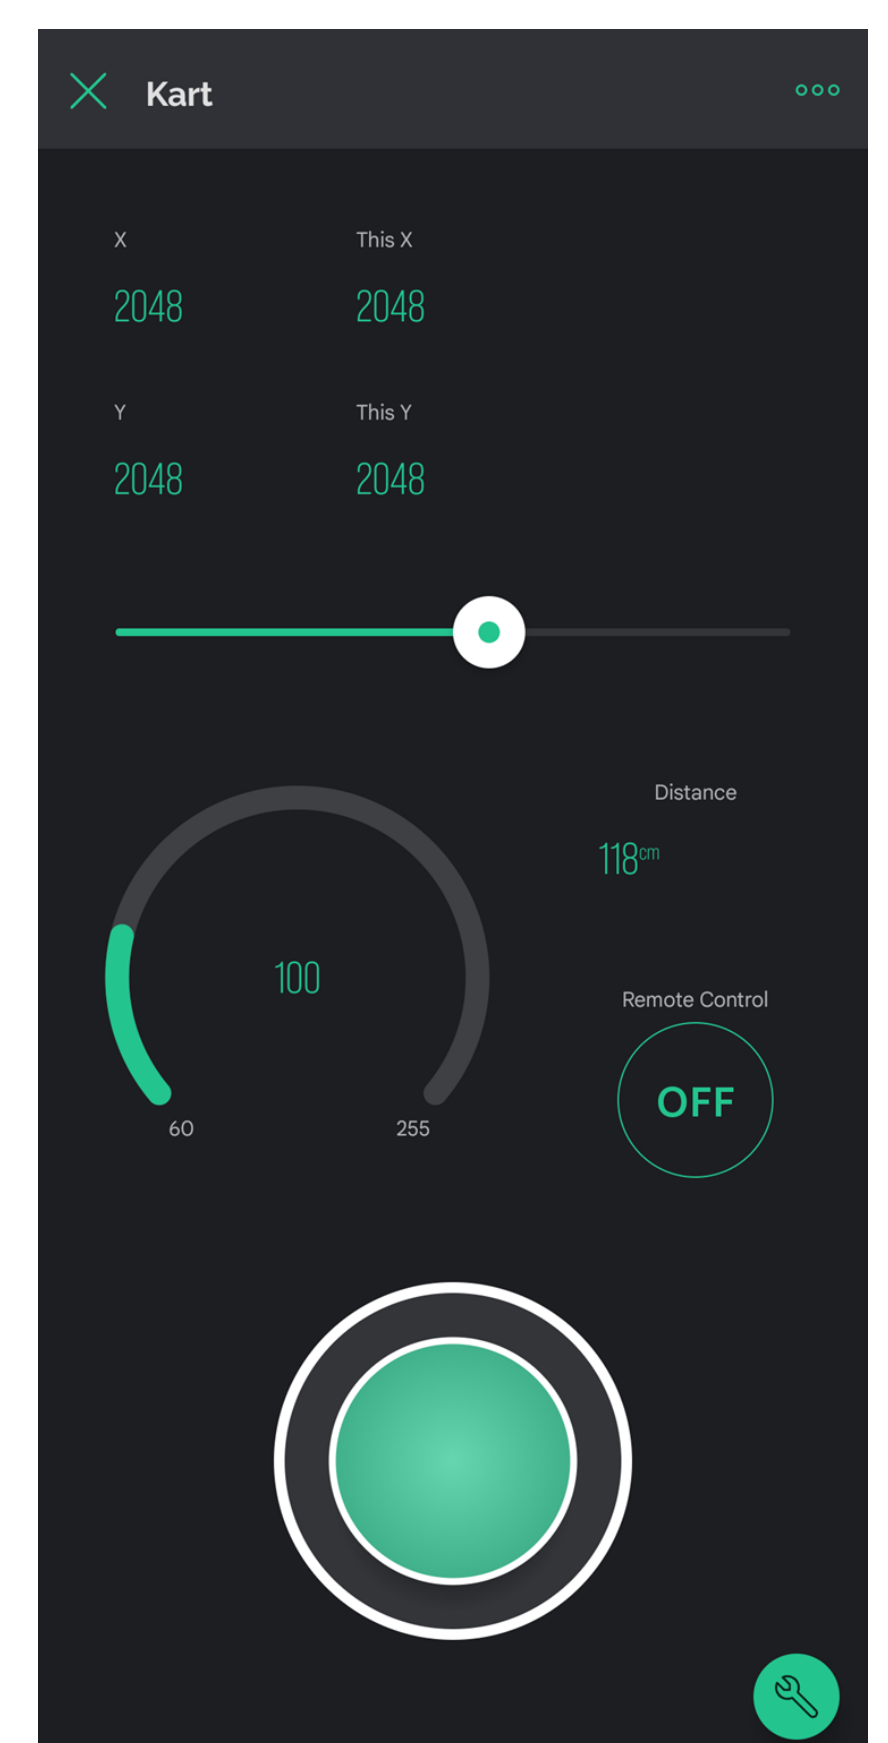 Kart
X
This X
2048
2048
Y
This Y
2048
2048
Distance
118cm
100
Remote Control
OFF
60
255